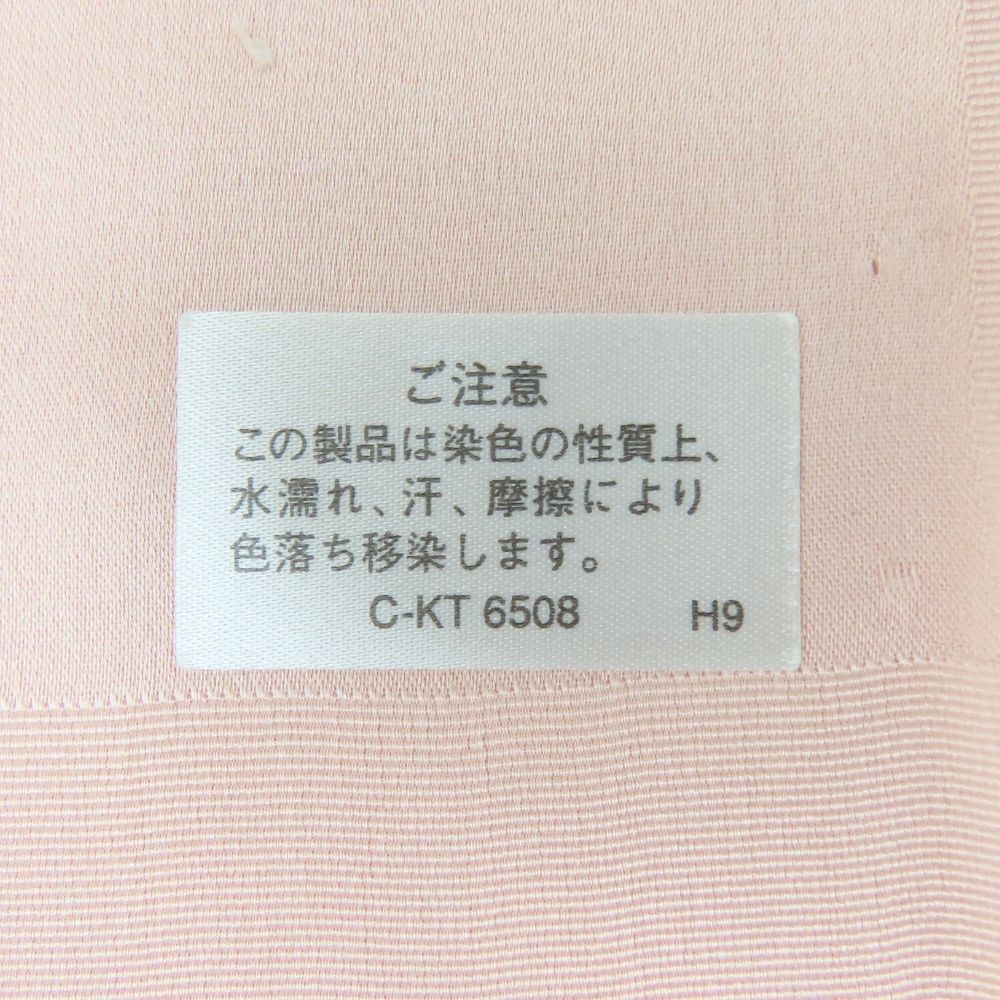 ご注意
この製品は染色の性質上、
水濡れ、汗、摩擦により
色落ち移染します。
C-KT 6508 H9